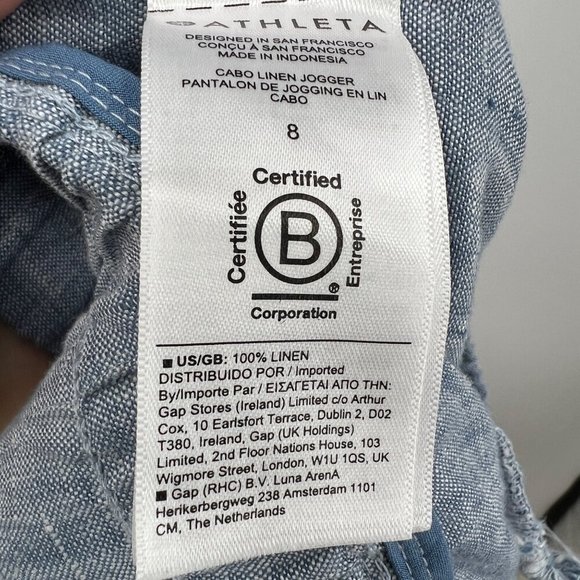 ATHLETA
DESIGNED IN SAN FRANCISCO
CONÇU À SAN FRANCISCO
MADE IN INDONESIA
CABO LINEN JOGGER
PANTALON DE JOGGING EN LIN
CABO
8
Certified
Certifiée
B
Entreprise
®
Corporation
■ US/GB: 100% LINEN
DISTRIBUIDO POR / Imported
By/Importe Par / ΕΙΣΑΓΕΤΑΙ ΑΠΟ ΤΗΝ:
Gap Stores (Ireland) Limited c/o Arthur
Cox, 10 Earlsfort Terrace, Dublin 2, D02
T380, Ireland, Gap (UK Holdings)
Limited, 2nd Floor Nations House, 103
Wigmore Street, London, W1U 1QS, UK
■ Gap (RHC) B.V. Luna ArenA
Herikerbergweg 238 Amsterdam 1101
CM, The Netherlands